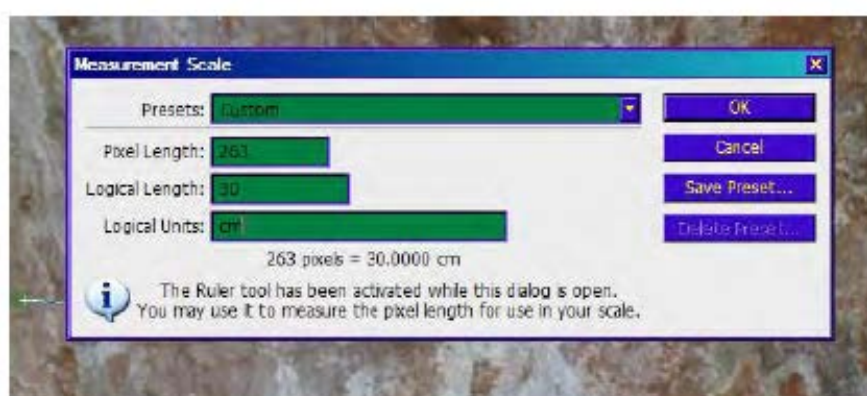 Measurement Scale
Presets: Custom
OK
Pixel Length: 263
Cancel
Logical Length: 30
Save Preset...
Logical Units: cm
Delete Preset...
263 pixels = 30.0000 cm
The Ruler tool has been activated while this dialog is open.
You may use it to measure the pixel length for use in your scale.